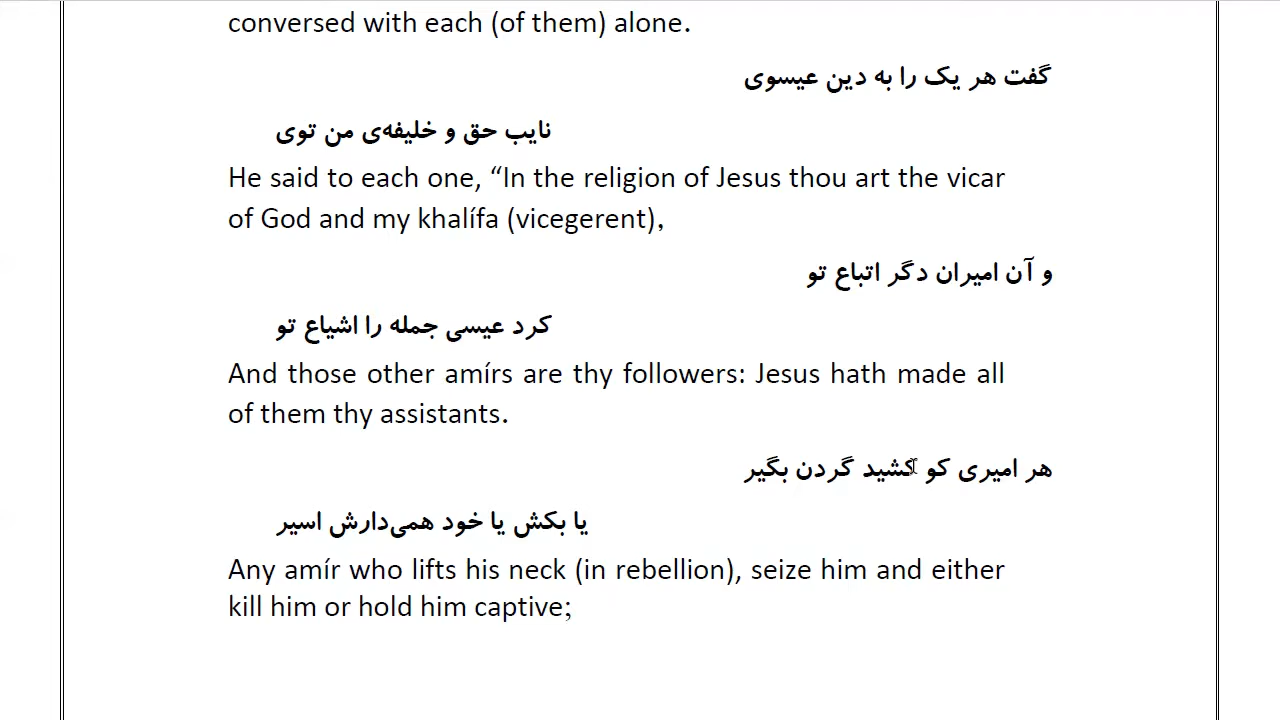 conversed with each (of them) alone.
گفت هر یک را به دین عیسوی
نایب حق و خلیفه‌ی من توی
He said to each one, “In the religion of Jesus thou art the vicar
of God and my khalífa (vicegerent),
و آن امیران دگر اتباع تو
کرد عیسی جمله را اشیاع تو
And those other amírs are thy followers: Jesus hath made all
of them thy assistants.
هر امیری کو کشید گردن بگیر
یا بکش یا خود همی‌دارش اسیر
Any amír who lifts his neck (in rebellion), seize him and either
kill him or hold him captive;